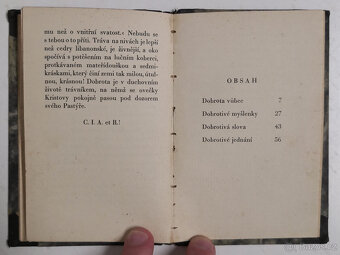 mu než o vnitřní svatost.« Nebudu se
s tebou o to příti. Tráva na nivách je lepší
než cedry libanonské, je živnější, a oko
spočívá s potěšením na lučním koberci,
protkávaném mateřídouškou a sedmi-
kráskami, který činí zemi tak milou, útul-
nou, krásnou! Dobrota je v duchovním
životě trávníkem, na němž se ovečky
Kristovy pokojně pasou pod dozorem
svého Pastýře.
C. I. A. et B.!
OBSAH
Dobrota vůbec 7
Dobrotivé myšlenky 27
Dobrotivá slova 43
Dobrotivé jednání 56